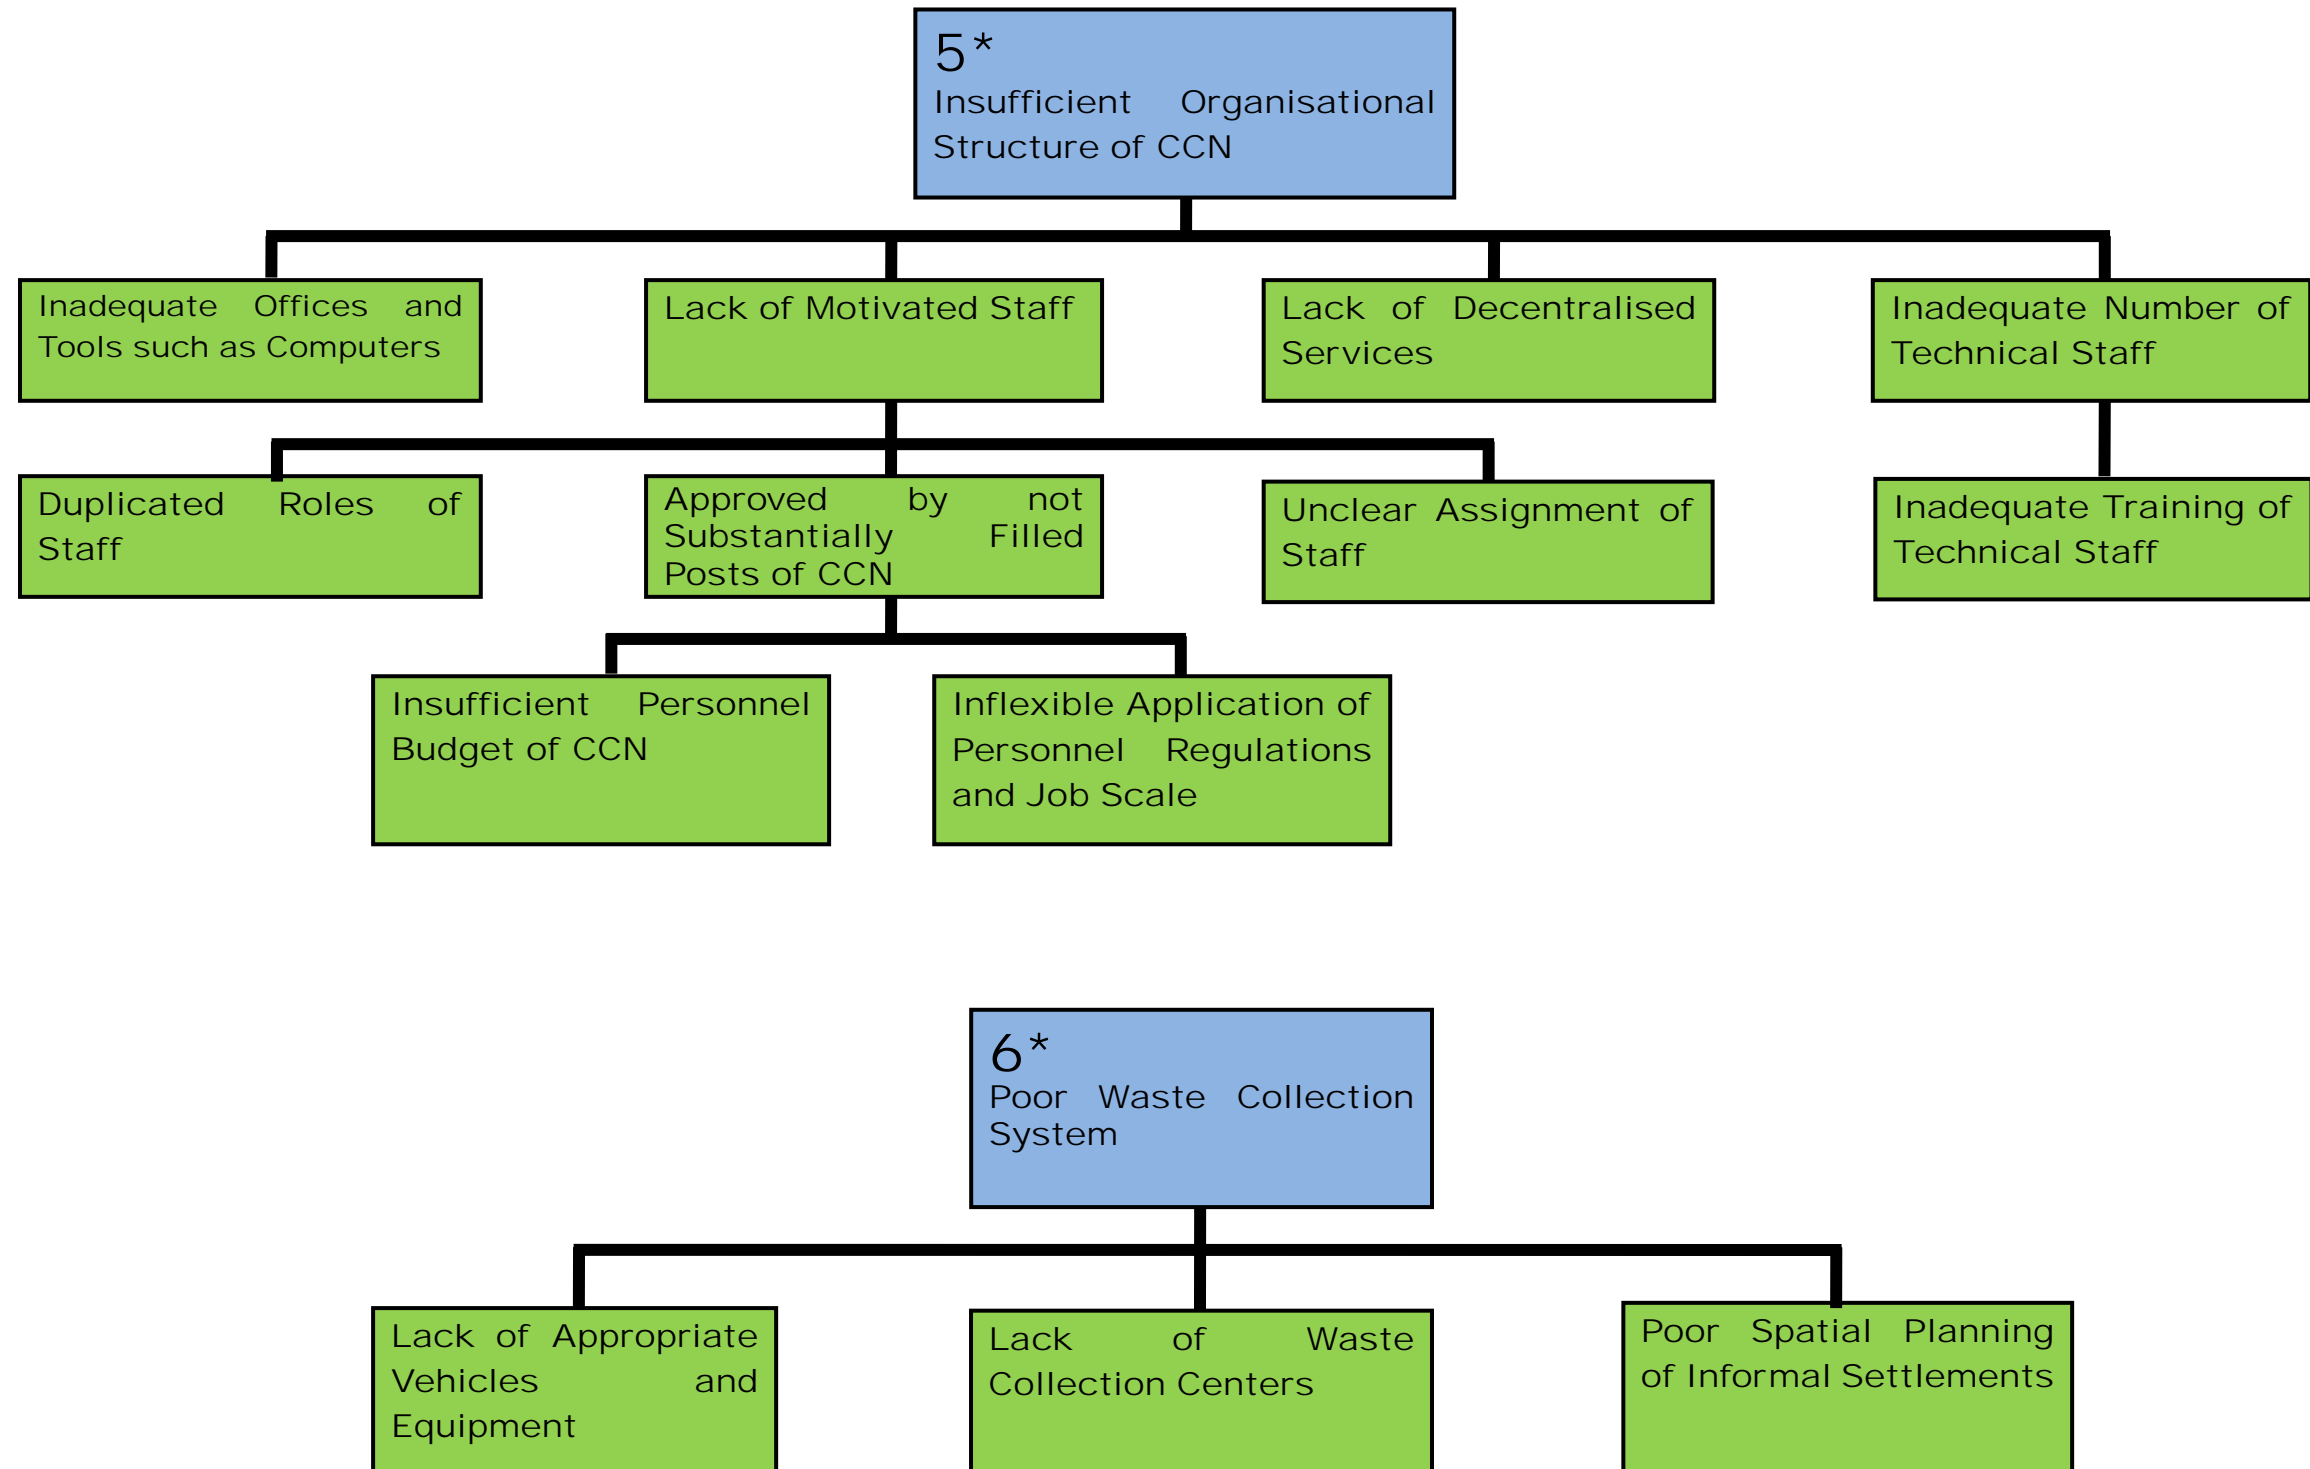 5*
Insufficient Organisational
Structure of CCN
Inadequate Offices and
Tools such as Computers
Lack of Motivated Staff
Lack of Decentralised
Services
Inadequate Number of
Technical Staff
Duplicated Roles of
Staff
Approved by not
Substantially Filled
Posts of CCN
Unclear Assignment of
Staff
Inadequate Training of
Technical Staff
Insufficient Personnel
Budget of CCN
Inflexible Application of
Personnel Regulations
and Job Scale
6*
Poor Waste Collection
System
Lack of Appropriate
Vehicles and
Equipment
Lack of Waste
Collection Centers
Poor Spatial Planning
of Informal Settlements